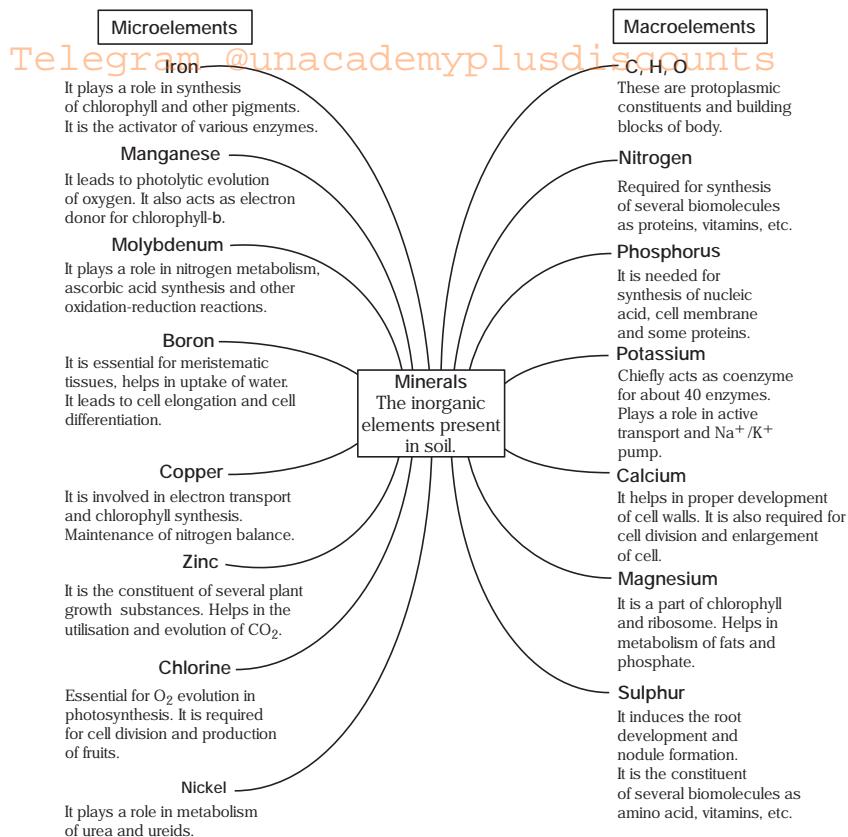 Microelements
Macroelements
Telegram @unacademyplusdiscounts
Iron
It plays a role in synthesis
of chlorophyll and other pigments.
It is the activator of various enzymes.
Manganese
It leads to photolytic evolution
of oxygen. It also acts as electron
donor for chlorophyll-b.
Molybdenum
It plays a role in nitrogen metabolism,
ascorbic acid synthesis and other
oxidation-reduction reactions.
Boron
It is essential for meristematic
tissues, helps in uptake of water.
It leads to cell elongation and cell
differentiation.
Copper
It is involved in electron transport
and chlorophyll synthesis.
Maintenance of nitrogen balance.
Zinc
It is the constituent of several plant
growth substances. Helps in the
utilisation and evolution of CO₂.
Chlorine
Essential for O₂ evolution in
photosynthesis. It is required
for cell division and production
of fruits.
Nickel
It plays a role in metabolism
of urea and ureids.
Minerals
The inorganic
elements present
in soil.
C, H, O
These are protoplasmic
constituents and building
blocks of body.
Nitrogen
Required for synthesis
of several biomolecules
as proteins, vitamins, etc.
Phosphorus
It is needed for
synthesis of nucleic
acid, cell membrane
and some proteins.
Potassium
Chiefly acts as coenzyme
for about 40 enzymes.
Plays a role in active
transport and Na⁺/K⁺
pump.
Calcium
It helps in proper development
of cell walls. It is also required for
cell division and enlargement
of cell.
Magnesium
It is a part of chlorophyll
and ribosome. Helps in
metabolism of fats and
phosphate.
Sulphur
It induces the root
development and
nodule formation.
It is the constituent
of several biomolecules as
amino acid, vitamins, etc.